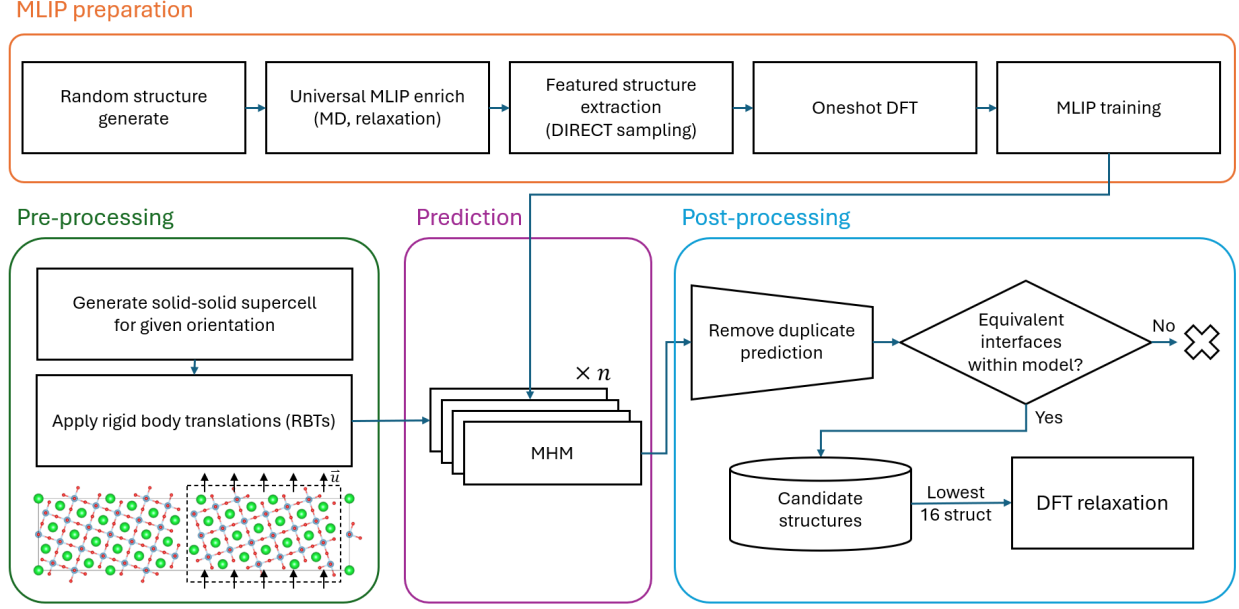 MLIP preparation
Random structure
generate
Universal MLIP enrich
(MD, relaxation)
Featured structure
extraction
(DIRECT sampling)
Oneshot DFT
MLIP training
Pre-processing
Generate solid-solid supercell
for given orientation
Apply rigid body translations (RBTs)
u⃗
Prediction
× n
MHM
Post-processing
Remove duplicate
prediction
Equivalent
interfaces
within model?
No
Yes
Candidate
structures
Lowest
16 struct
DFT relaxation